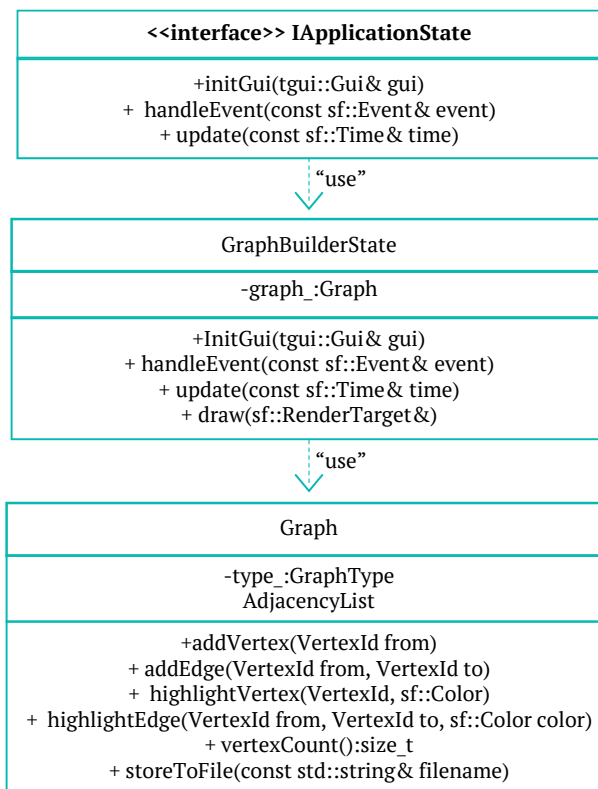 <<interface>> IApplicationState
+initGui(tgui::Gui& gui)
+ handleEvent(const sf::Event& event)
+ update(const sf::Time& time)
“use”
GraphBuilderState
-graph_:Graph
+InitGui(tgui::Gui& gui)
+ handleEvent(const sf::Event& event)
+ update(const sf::Time& time)
+ draw(sf::RenderTarget&)
“use”
Graph
-type_:GraphType
AdjacencyList
+addVertex(VertexId from)
+ addEdge(VertexId from, VertexId to)
+ highlightVertex(VertexId, sf::Color)
+ highlightEdge(VertexId from, VertexId to, sf::Color color)
+ vertexCount():size_t
+ storeToFile(const std::string& filename)